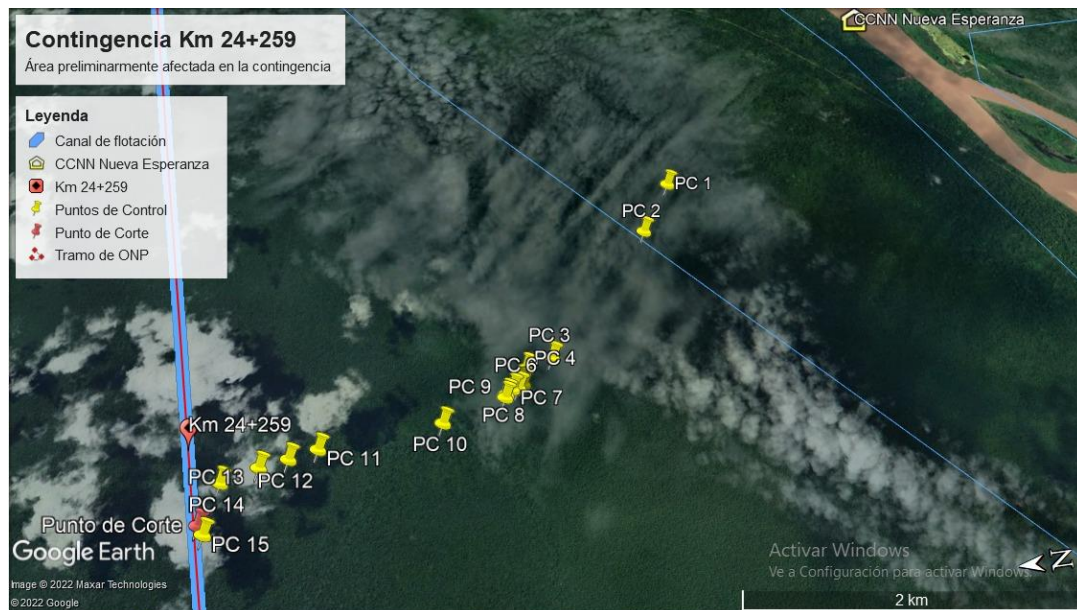 Contingencia Km 24+259
Área preliminarmente afectada en la contingencia
Leyenda
Canal de flotación
CCNN Nueva Esperanza
Km 24+259
Puntos de Control
Punto de Corte
Tramo de ONP
CCNN Nueva Esperanza
PC 1
PC 2
PC 3
PC 4
PC 6
PC 7
PC 9
PC 8
PC 10
Km 24+259
PC 11
PC 13
PC 12
PC 14
Punto de Corte
PC 15
Google Earth
Image © 2022 Maxar Technologies
© 2022 Google
Activar Windows
Ve a Configuración para activar Windows.
N
2 km